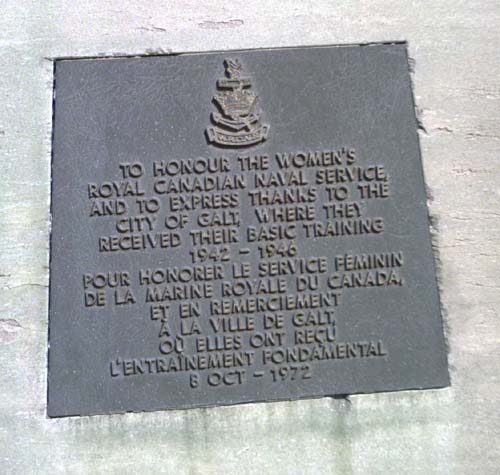 W.R.C.N.S.
TO HONOUR THE WOMEN'S
ROYAL CANADIAN NAVAL SERVICE,
AND TO EXPRESS THANKS TO THE
CITY OF GALT, WHERE THEY
RECEIVED THEIR BASIC TRAINING
1942 - 1946
POUR HONORER LE SERVICE FÉMININ
DE LA MARINE ROYALE DU CANADA,
ET EN REMERCIEMENT
À LA VILLE DE GALT,
OÙ ELLES ONT REÇU
L'ENTRAÎNEMENT FONDAMENTAL
8 OCT - 1972